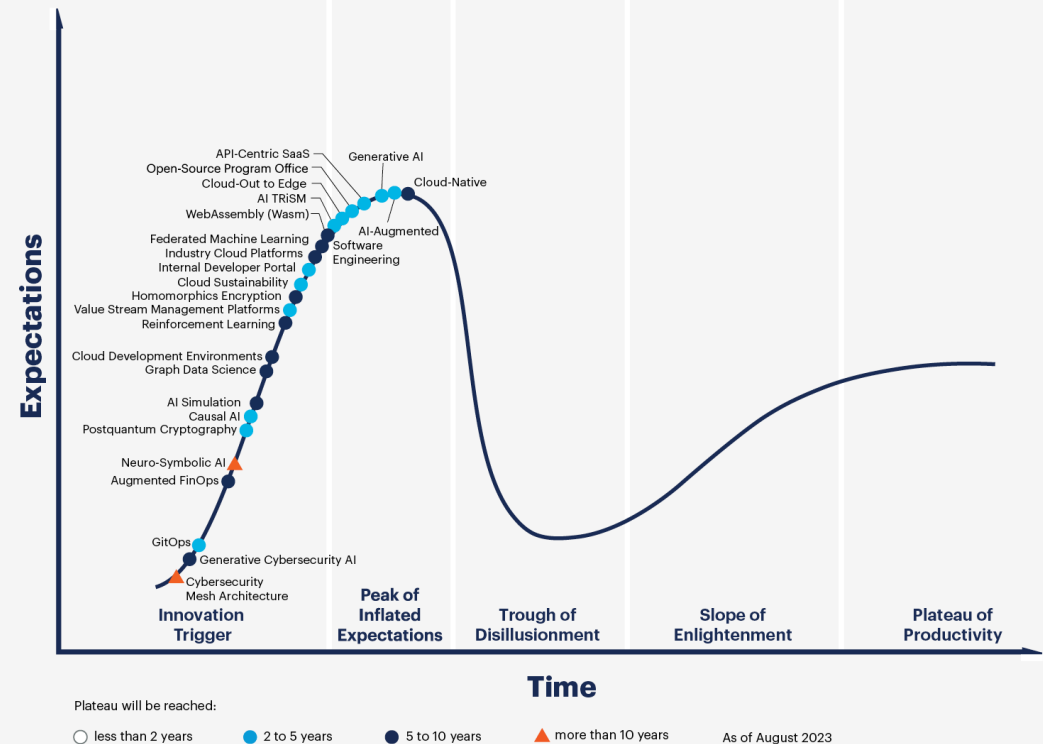 Expectations
API-Centric SaaS
Generative AI
Open-Source Program Office
Cloud-Out to Edge
Cloud-Native
AI TRiSM
WebAssembly (Wasm)
AI-Augmented
Software
Engineering
Federated Machine Learning
Industry Cloud Platforms
Internal Developer Portal
Cloud Sustainability
Homomorphics Encryption
Value Stream Management Platforms
Reinforcement Learning
Cloud Development Environments
Graph Data Science
AI Simulation
Causal AI
Postquantum Cryptography
Neuro-Symbolic AI
Augmented FinOps
GitOps
Generative Cybersecurity AI
Cybersecurity
Mesh Architecture
Innovation
Trigger
Peak of
Inflated
Expectations
Trough of
Disillusionment
Slope of
Enlightenment
Plateau of
Productivity
Time
Plateau will be reached:
less than 2 years
2 to 5 years
5 to 10 years
more than 10 years
As of August 2023